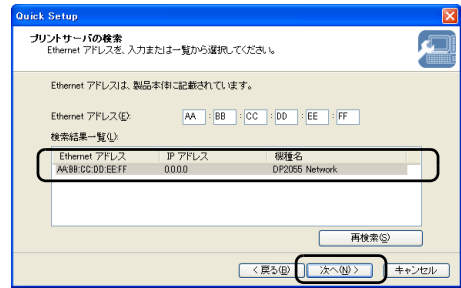 Quick Setup
プリントサーバの検索
Ethernet アドレスを、入力または一覧から選択してください。
Ethernet アドレスは、製品本体に記載されています。
Ethernet アドレス(E): AA : BB : CC : DD : EE : FF
検索結果一覧(L):
Ethernet アドレス IP アドレス 機種名
AA:BB:CC:DD:EE:FF 0.0.0.0 DP2055 Network
再検索(S)
< 戻る(B) 次へ(N) > キャンセル